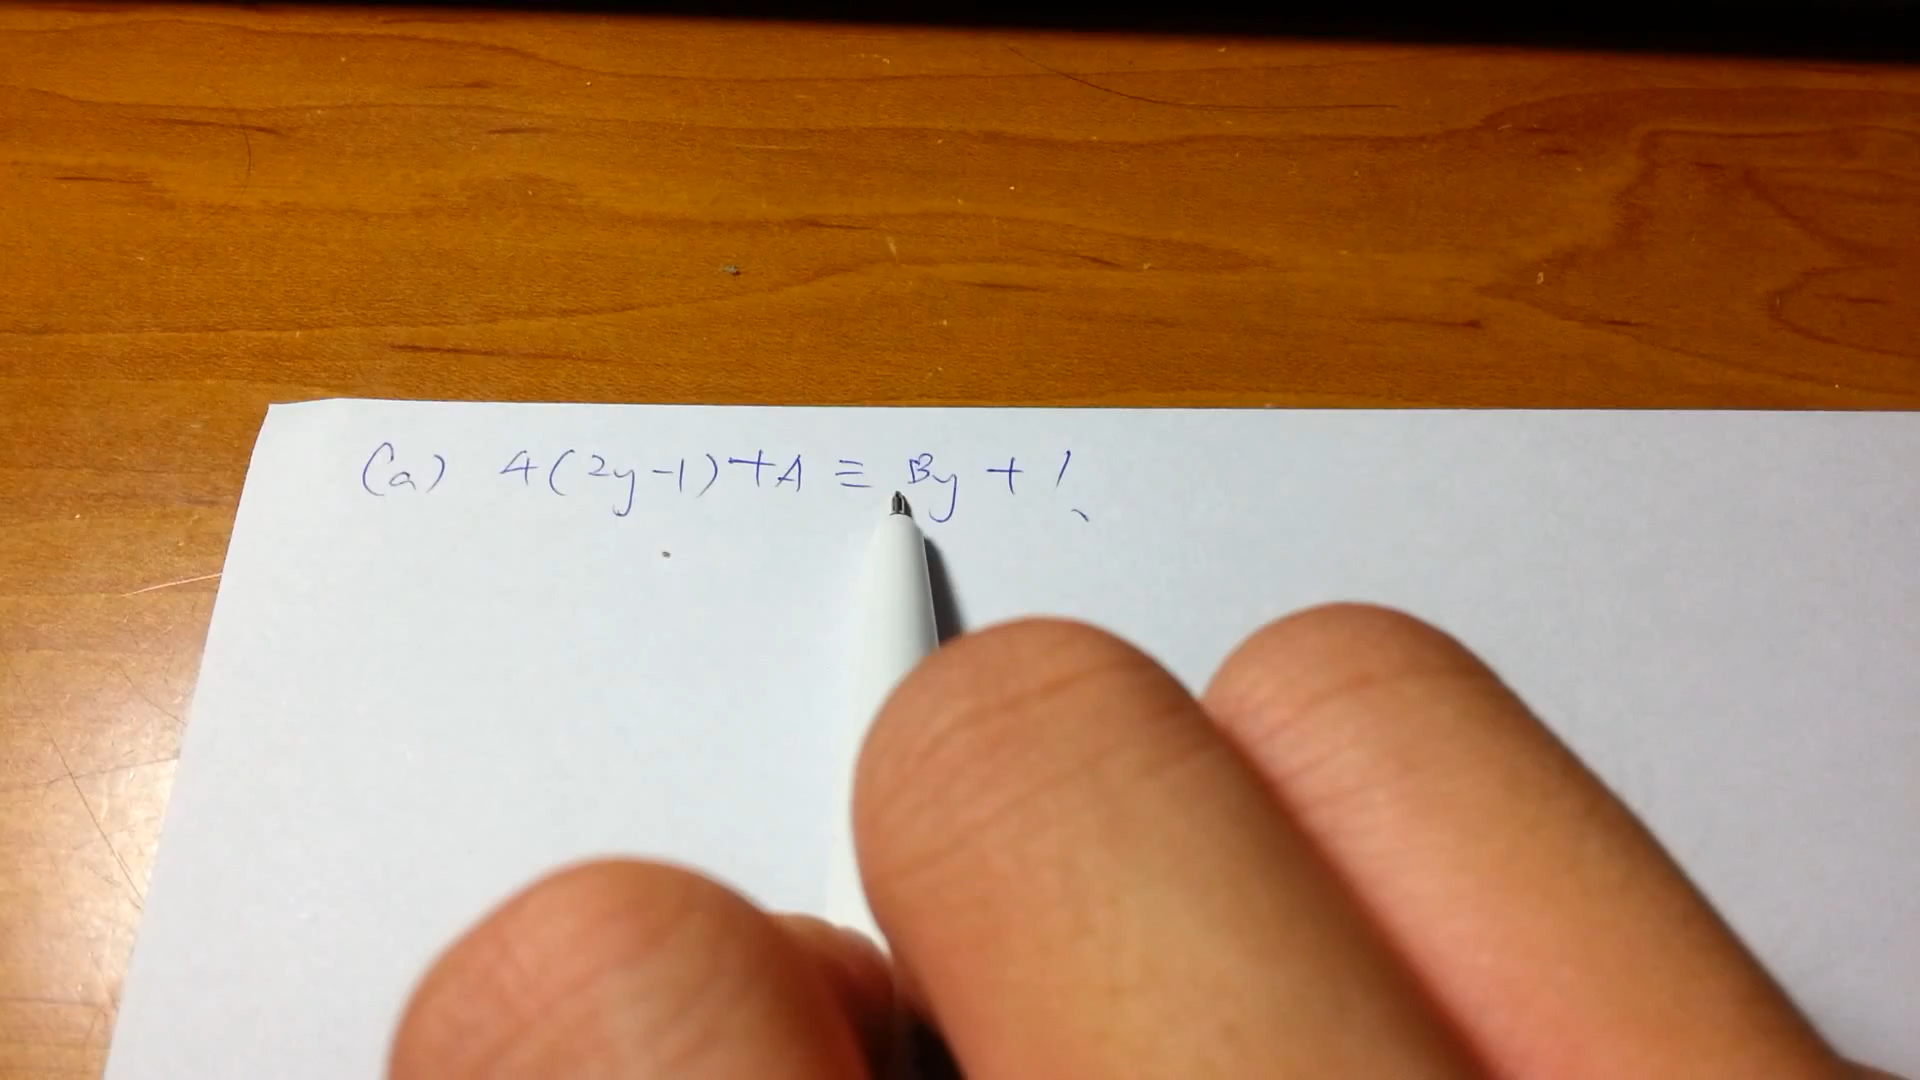 (a) 4(2y-1)+A ≡ By + 1